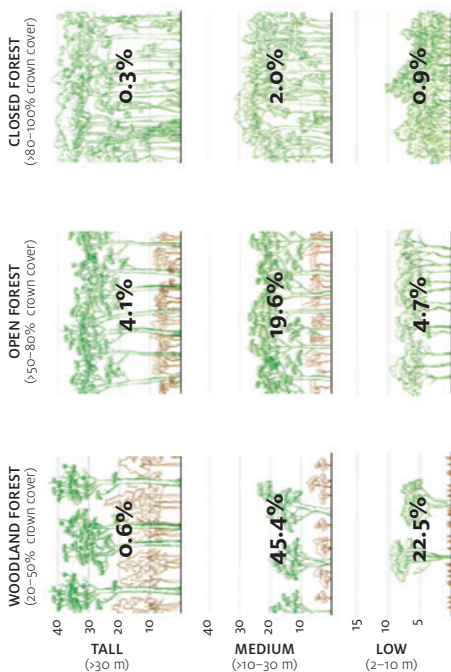 WOODLAND FOREST
(20–50% crown cover)
OPEN FOREST
(>50–80% crown cover)
CLOSED FOREST
(>80–100% crown cover)
TALL
(>30 m)
40
30
20
10
0.6%
4.1%
0.3%
MEDIUM
(>10–30 m)
40
30
20
10
45.4%
19.6%
2.0%
LOW
(2–10 m)
15
10
5
22.5%
4.7%
0.9%